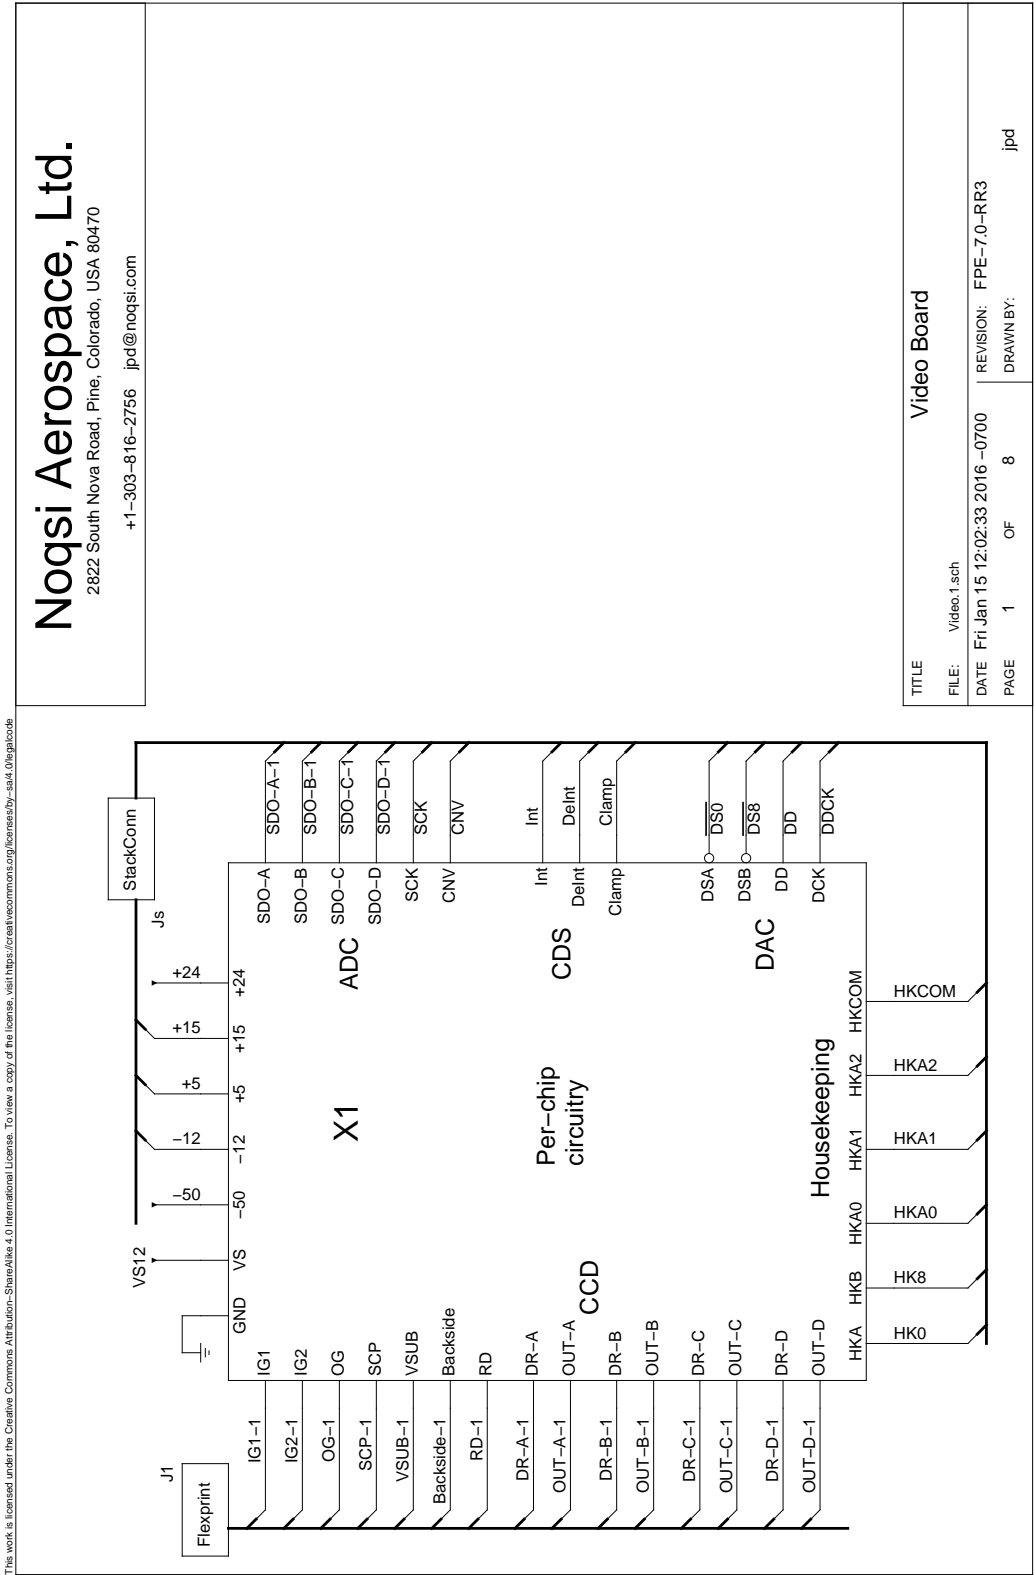 This work is licensed under the Creative Commons Attribution−ShareAlike 4.0 International License. To view a copy of the license, visit https://creativecommons.org/licenses/by−sa/4.0/legalcode
Noqsi Aerospace, Ltd.
2822 South Nova Road, Pine, Colorado, USA 80470
+1−303−816−2756 jpd@noqsi.com
J1
Flexprint
StackConn
Js
VS12
−50
−12
+5
+15
+24
GND
VS
−50
−12
+5
+15
+24
IG1−1
IG1
IG2−1
IG2
OG−1
OG
SCP−1
SCP
VSUB−1
VSUB
Backside−1
Backside
RD−1
RD
DR−A−1
DR−A
OUT−A−1
OUT−A
DR−B−1
DR−B
OUT−B−1
OUT−B
DR−C−1
DR−C
OUT−C−1
OUT−C
DR−D−1
DR−D
OUT−D−1
OUT−D
X1
Per−chip
circuitry
CCD
ADC
CDS
DAC
Housekeeping
SDO−A
SDO−A−1
SDO−B
SDO−B−1
SDO−C
SDO−C−1
SDO−D
SDO−D−1
SCK
SCK
CNV
CNV
Int
Int
DeInt
DeInt
Clamp
Clamp
DSA
DS0
DSB
DS8
DD
DD
DCK
DDCK
HKA
HKB
HKA0
HKA1
HKA2
HKCOM
HK0
HK8
HKA0
HKA1
HKA2
HKCOM
TITLE
Video Board
FILE: Video.1.sch
DATE Fri Jan 15 12:02:33 2016 −0700
REVISION: FPE−7.0−RR3
PAGE 1 OF 8
DRAWN BY: jpd